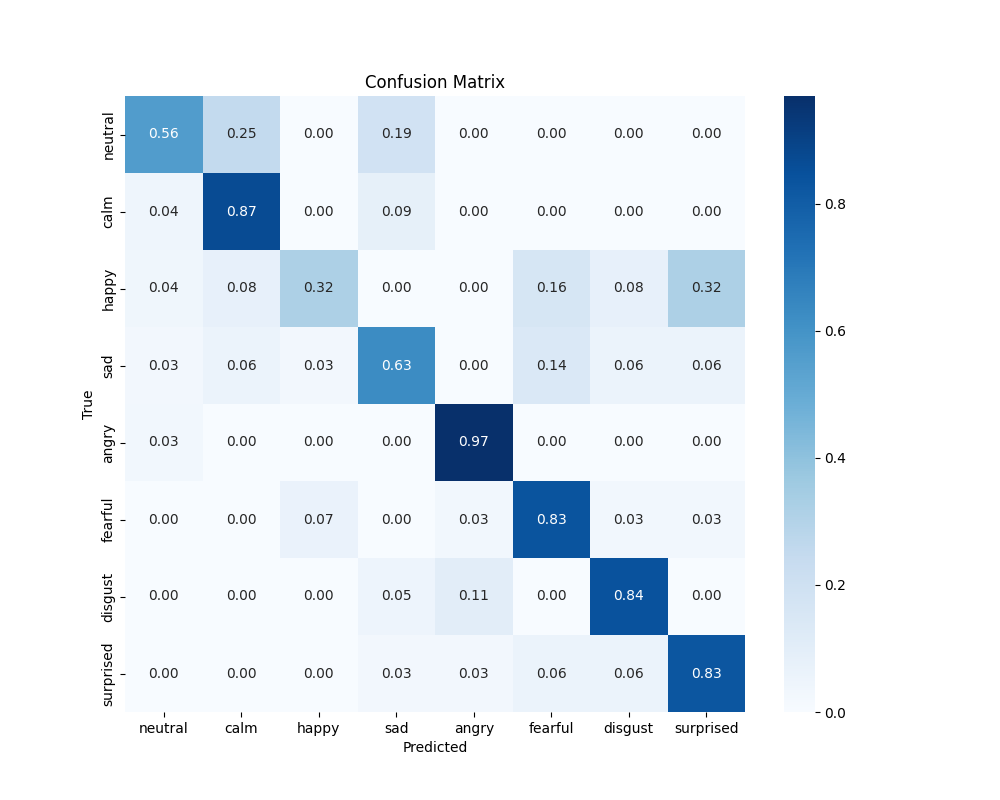 Confusion Matrix
neutral 0.56 0.25 0.00 0.19 0.00 0.00 0.00 0.00
calm 0.04 0.87 0.00 0.09 0.00 0.00 0.00 0.00
happy 0.04 0.08 0.32 0.00 0.00 0.16 0.08 0.32
sad 0.03 0.06 0.03 0.63 0.00 0.14 0.06 0.06
angry 0.03 0.00 0.00 0.00 0.97 0.00 0.00 0.00
fearful 0.00 0.00 0.07 0.00 0.03 0.83 0.03 0.03
disgust 0.00 0.00 0.00 0.05 0.11 0.00 0.84 0.00
surprised 0.00 0.00 0.00 0.03 0.03 0.06 0.06 0.83
neutral calm happy sad angry fearful disgust surprised
Predicted
True
0.8
0.6
0.4
0.2
0.0